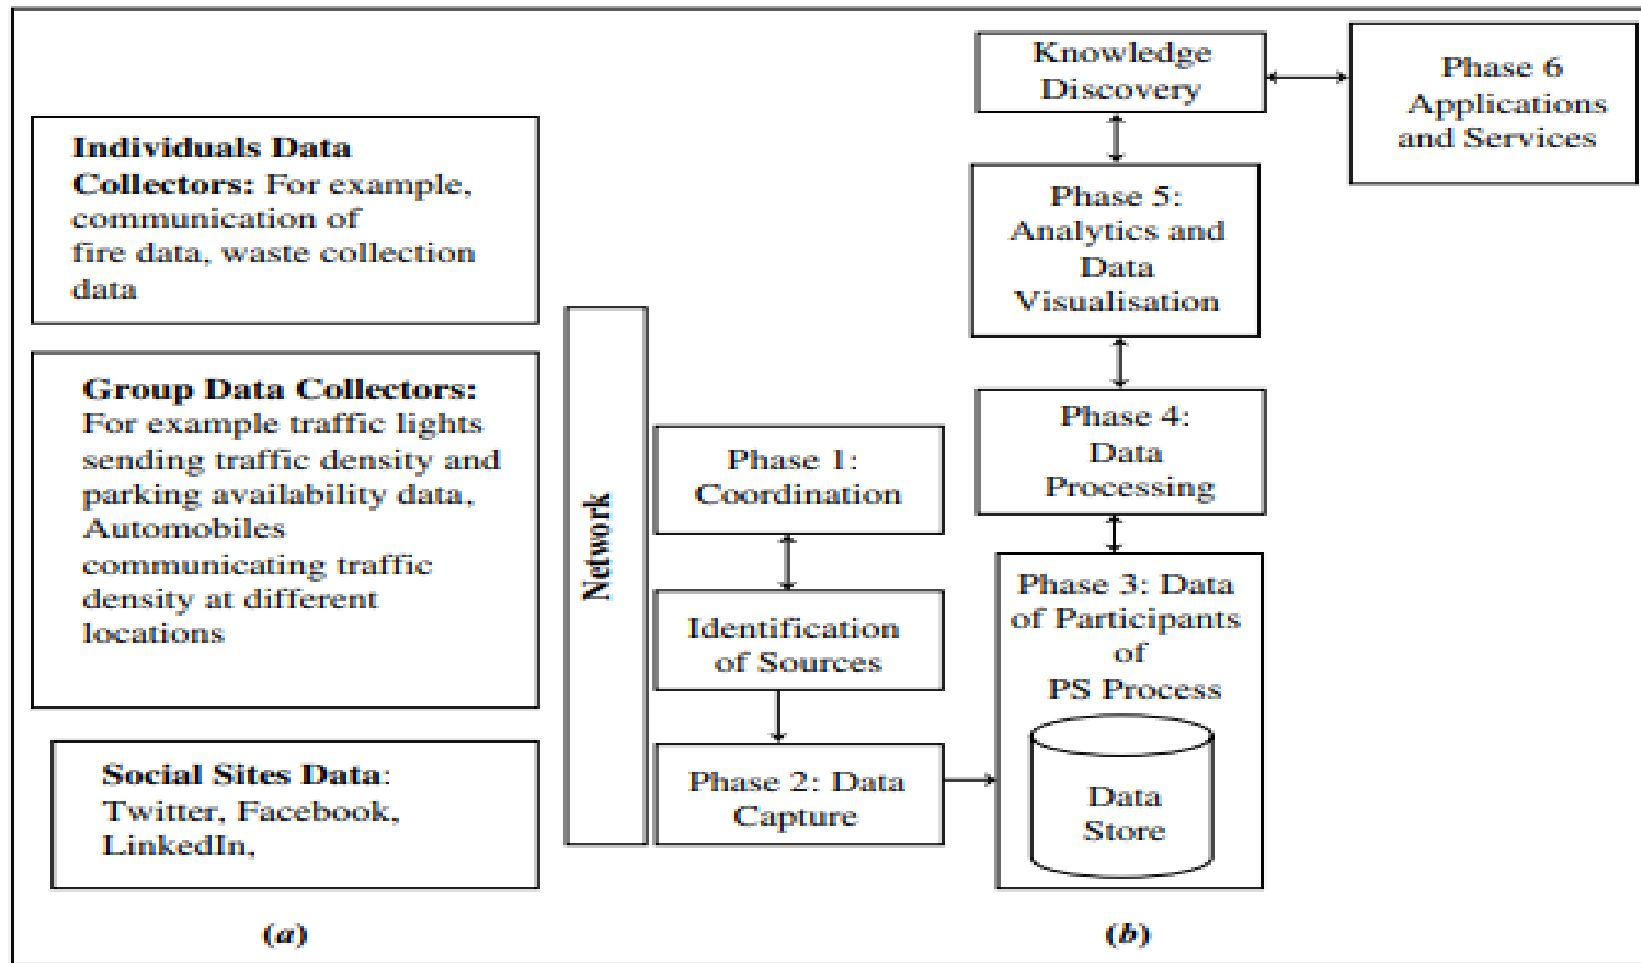 Individuals Data
Collectors: For example,
communication of
fire data, waste collection
data
Group Data Collectors:
For example traffic lights
sending traffic density and
parking availability data,
Automobiles
communicating traffic
density at different
locations
Social Sites Data:
Twitter, Facebook,
LinkedIn,
(a)
Network
Phase 1:
Coordination
Identification
of Sources
Phase 2: Data
Capture
Phase 3: Data
of Participants
of
PS Process
Data
Store
Phase 4:
Data
Processing
Phase 5:
Analytics and
Data
Visualisation
Knowledge
Discovery
Phase 6
Applications
and Services
(b)